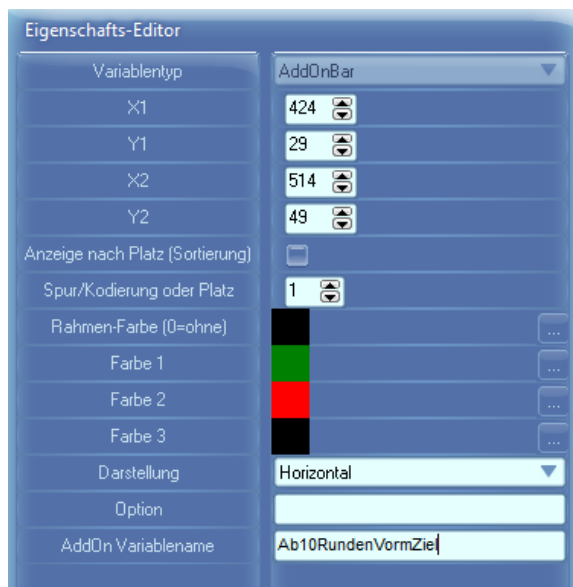 Eigenschafts-Editor
Variablentyp AddOnBar
X1 424
Y1 29
X2 514
Y2 49
Anzeige nach Platz (Sortierung)
Spur/Kodierung oder Platz 1
Rahmen-Farbe (0=ohne) ...
Farbe 1 ...
Farbe 2 ...
Farbe 3 ...
Darstellung Horizontal
Option
AddOn Variablename Ab10RundenVormZiel